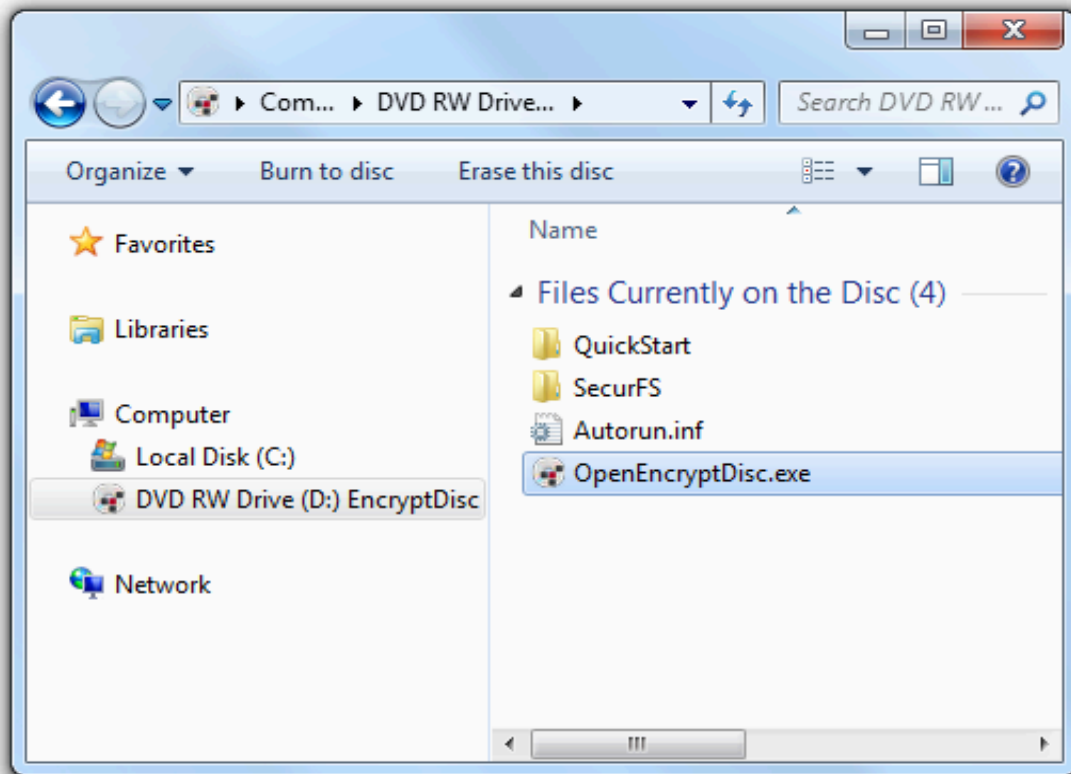 Com... DVD RW Drive... Search DVD RW ...
Organize Burn to disc Erase this disc
Favorites
Libraries
Computer
Local Disk (C:)
DVD RW Drive (D:) EncryptDisc
Network
Name
Files Currently on the Disc (4)
QuickStart
SecurFS
Autorun.inf
OpenEncryptDisc.exe